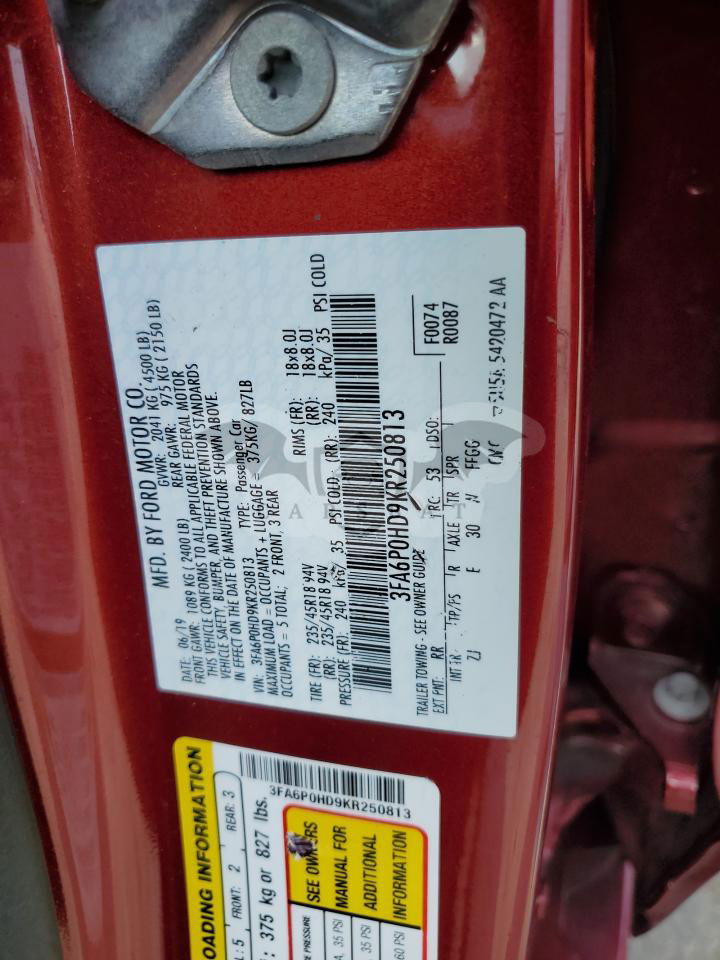 MFD. BY FORD MOTOR CO.
DATE: 06/19 GVWR: 2041 KG ( 4500 LB)
FRONT GAWR: 1089 KG ( 2400 LB) REAR GAWR: 975 KG ( 2150 LB)
THIS VEHICLE CONFORMS TO ALL APPLICABLE FEDERAL MOTOR
VEHICLE SAFETY, BUMPER, AND THEFT PREVENTION STANDARDS
IN EFFECT ON THE DATE OF MANUFACTURE SHOWN ABOVE.
VIN: 3FA6P0HD9KR250813 TYPE: Passenger Car
MAXIMUM LOAD = OCCUPANTS + LUGGAGE = 375KG/ 827LB
OCCUPANTS = 5 TOTAL: 2 FRONT, 3 REAR
TIRE (FR): 235/45R18 94V RIMS (FR): 18x8.0J
(RR): 235/45R18 94V (RR): 18x8.0J
PRESSURE (FR): 240 kPa/ 35 PSI COLD (RR): 240 kPa/ 35 PSI COLD
3FA6P0HD9KR250813
TRAILER TOWING - SEE OWNER GUIDE
F0074
R0087
EXT PNT: RR RC: 53 DSO:
INT TR TP/PS R AXLE TR SPR
ZJ E 30 N FFGG
5420472 AA
3FA6P0HD9KR250813
OADING INFORMATION
: 5 FRONT: 2 REAR: 3
: 375 kg or 827 lbs.
PRESSURE
SEE OWNERS
MANUAL FOR
ADDITIONAL
INFORMATION
35 PSI
35 PSI
60 PSI